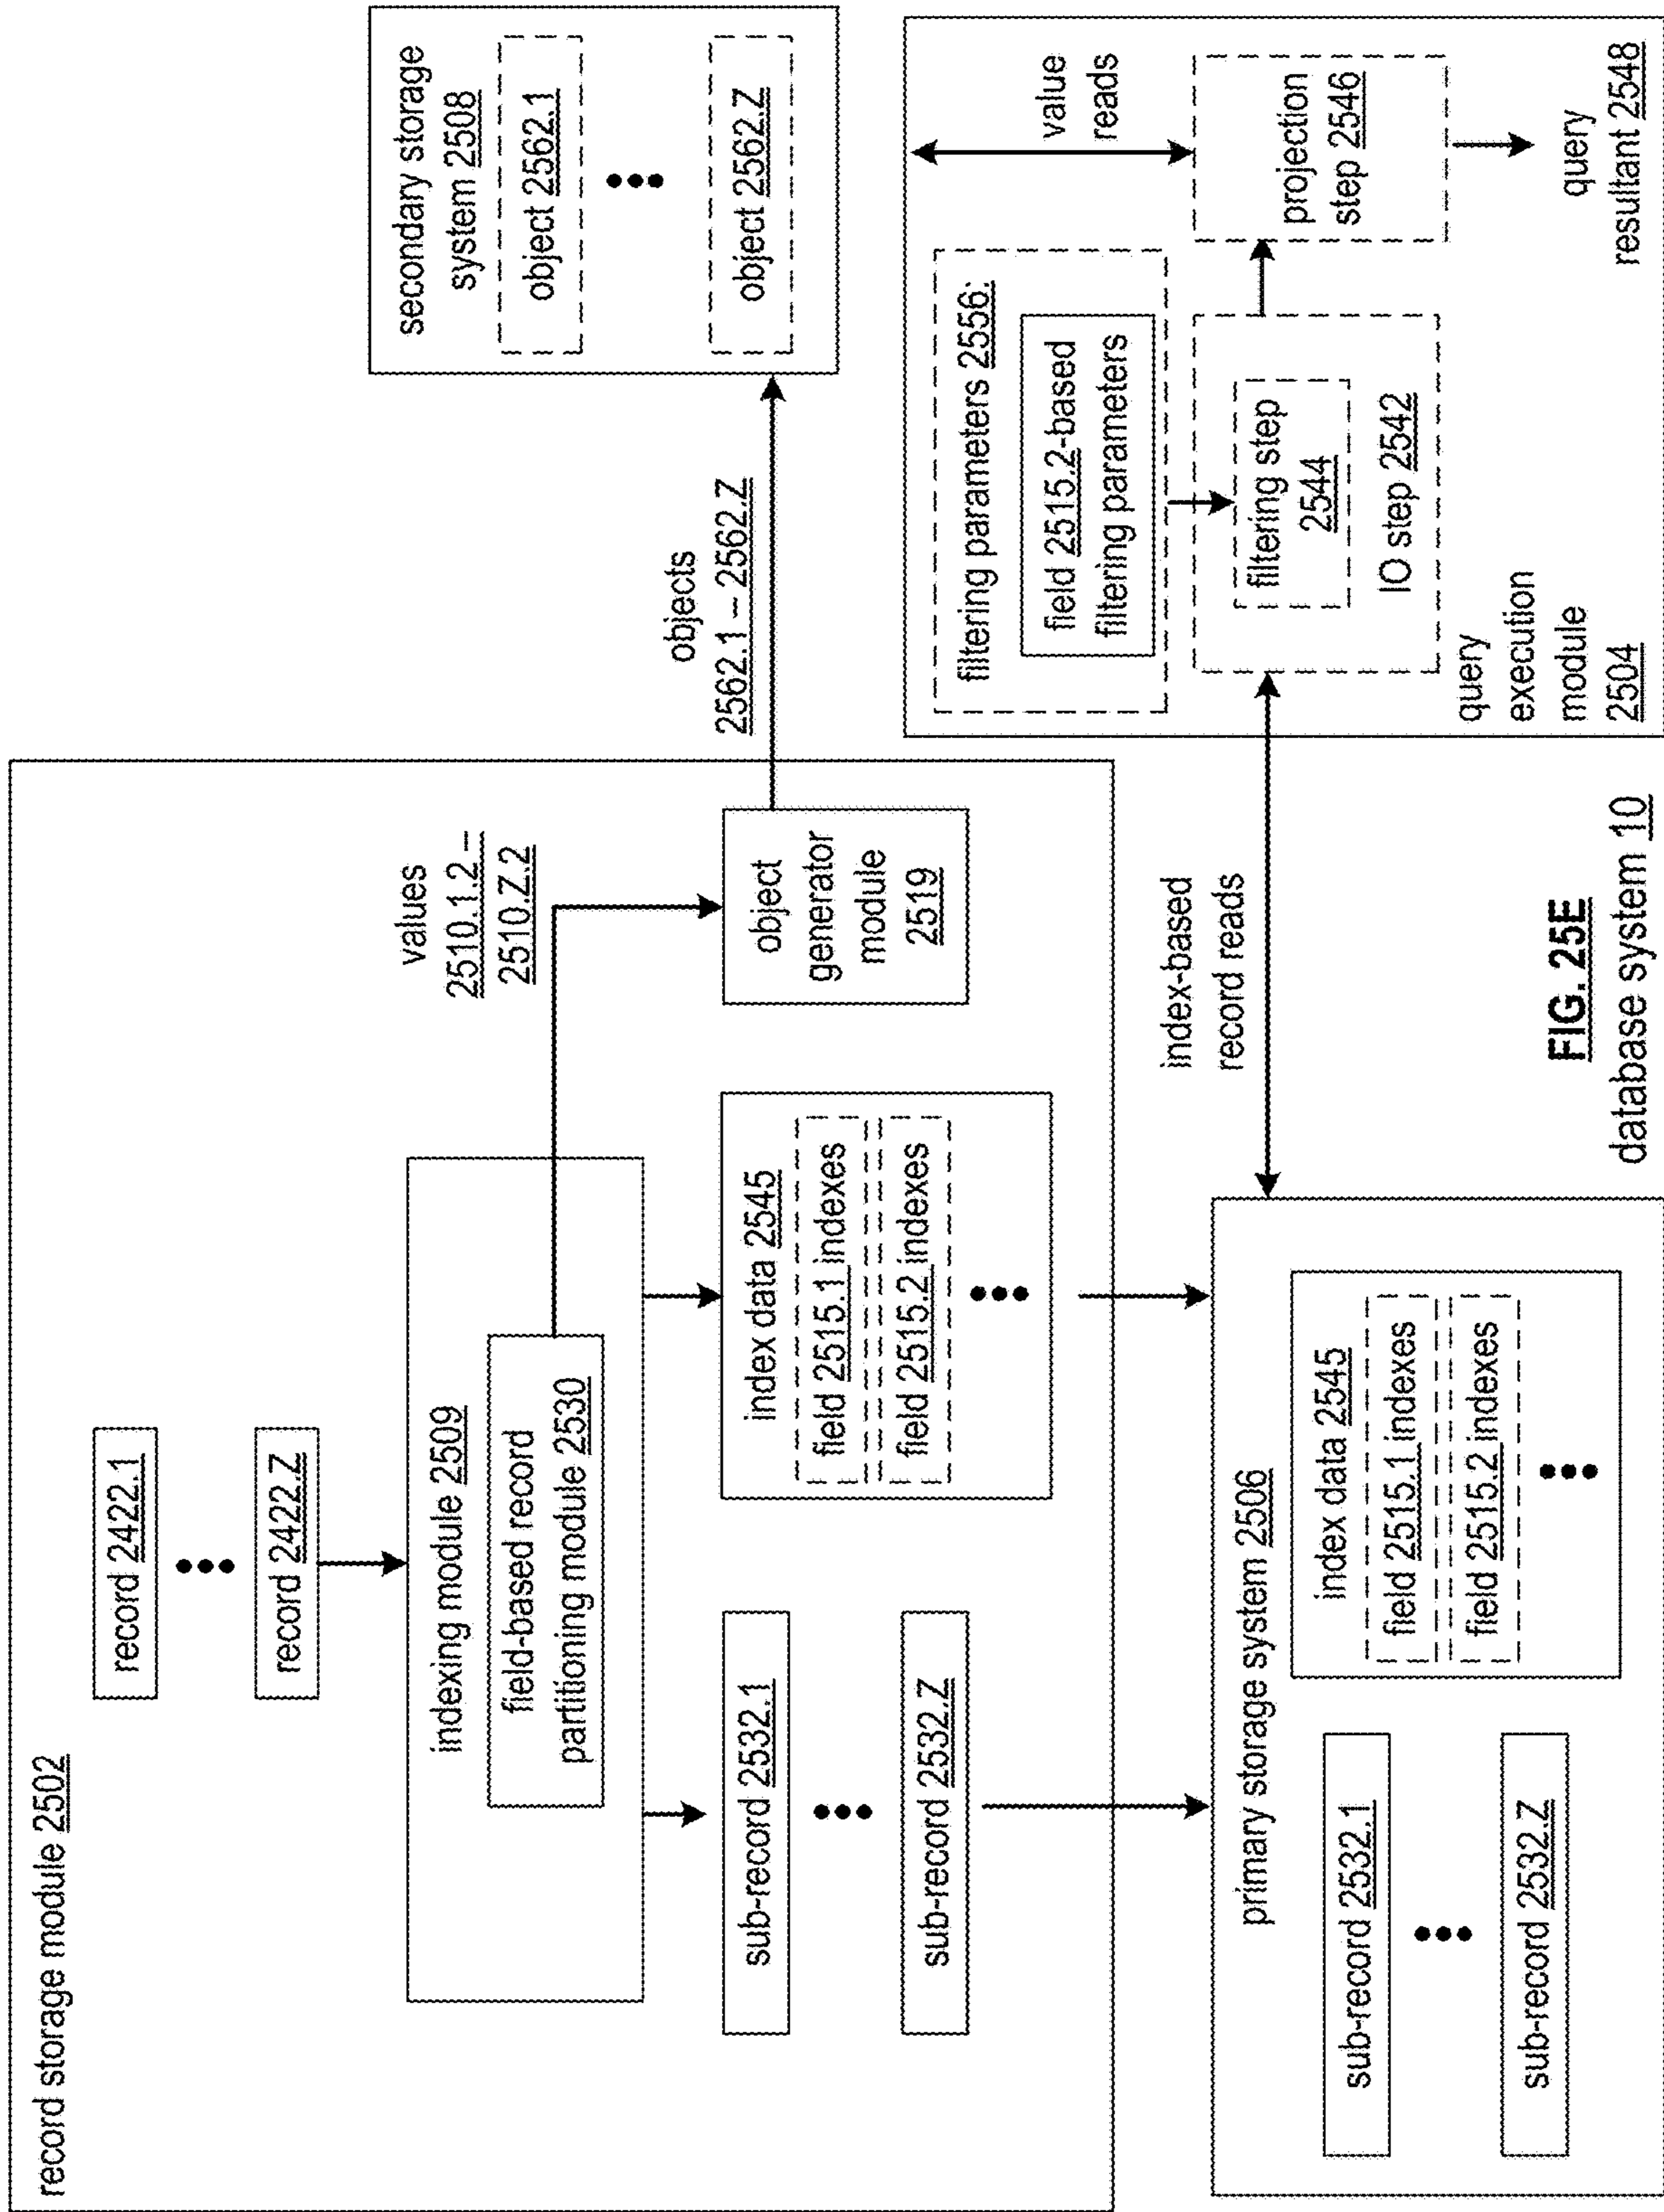 record storage module 2502
record 2422.1
record 2422.Z
indexing module 2509
field-based record
partitioning module 2530
values
2510.1.2 –
2510.Z.2
sub-record 2532.1
sub-record 2532.Z
index data 2545
field 2515.1 indexes
field 2515.2 indexes
object
generator
module
2519
objects
2562.1 – 2562.Z
secondary storage
system 2508
object 2562.1
object 2562.Z
primary storage system 2506
sub-record 2532.1
sub-record 2532.Z
index data 2545
field 2515.1 indexes
field 2515.2 indexes
index-based
record reads
filtering parameters 2556:
field 2515.2-based
filtering parameters
filtering step
2544
IO step 2542
query
execution
module
2504
value
reads
projection
step 2546
query
resultant 2548
FIG. 25E
database system 10